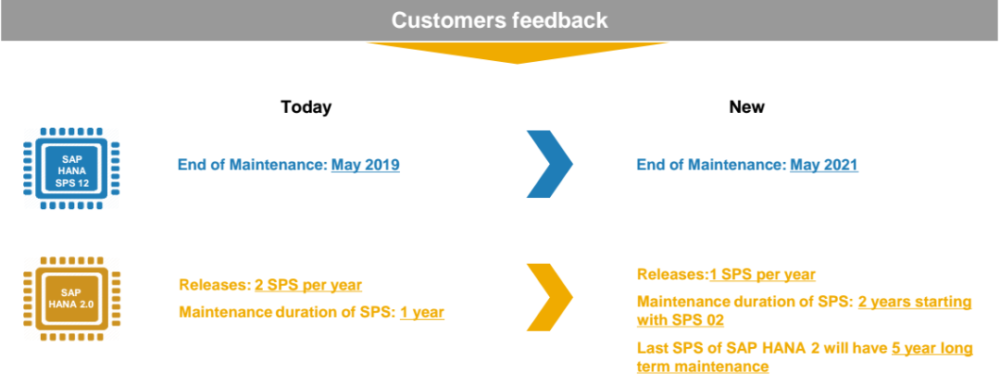 Customers feedback
Today
New
SAP
HANA
SPS 12
End of Maintenance: May 2019
End of Maintenance: May 2021
SAP
HANA 2.0
Releases: 2 SPS per year
Maintenance duration of SPS: 1 year
Releases:1 SPS per year
Maintenance duration of SPS: 2 years starting
with SPS 02
Last SPS of SAP HANA 2 will have 5 year long
term maintenance